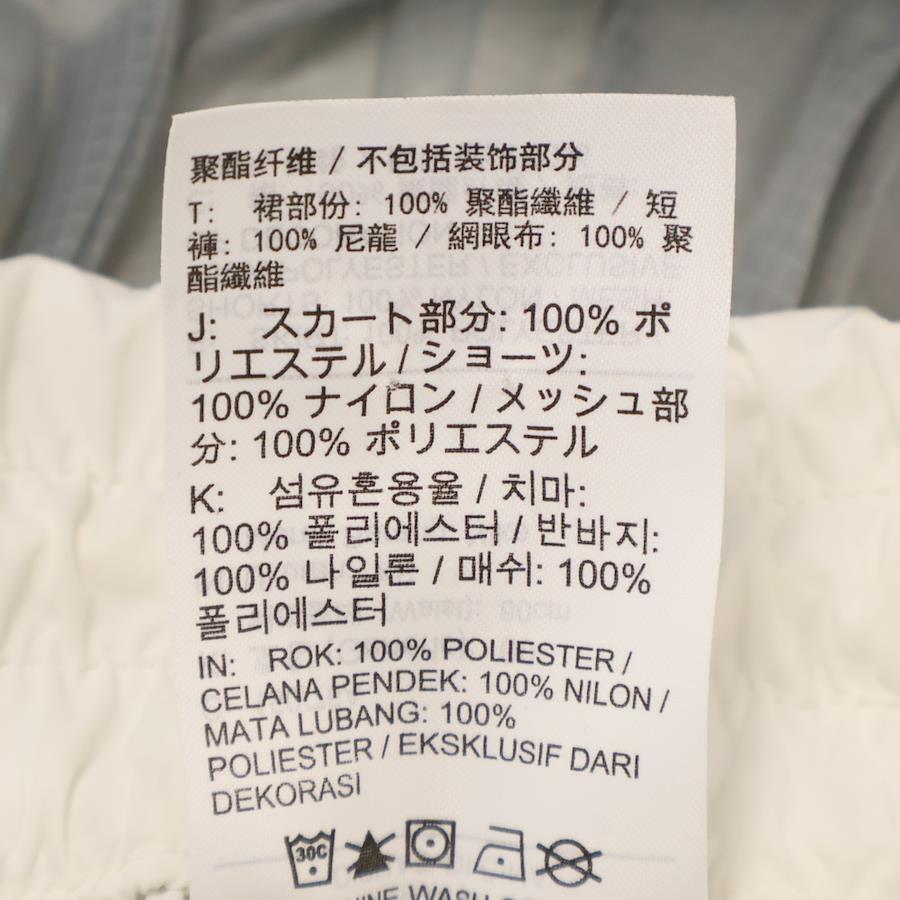 聚酯纤维 / 不包括装饰部分
T: 裙部份: 100% 聚酯纖維 / 短
褲: 100% 尼龍 / 網眼布: 100% 聚
酯纖維
J: スカート部分: 100% ポ
リエステル / ショーツ:
100% ナイロン / メッシュ部
分: 100% ポリエステル
K: 섬유혼용율 / 치마:
100% 폴리에스터 / 반바지:
100% 나일론 / 매쉬: 100%
폴리에스터
IN: ROK: 100% POLIESTER /
CELANA PENDEK: 100% NILON /
MATA LUBANG: 100%
POLIESTER / EKSKLUSIF DARI
DEKORASI
30C
WASH